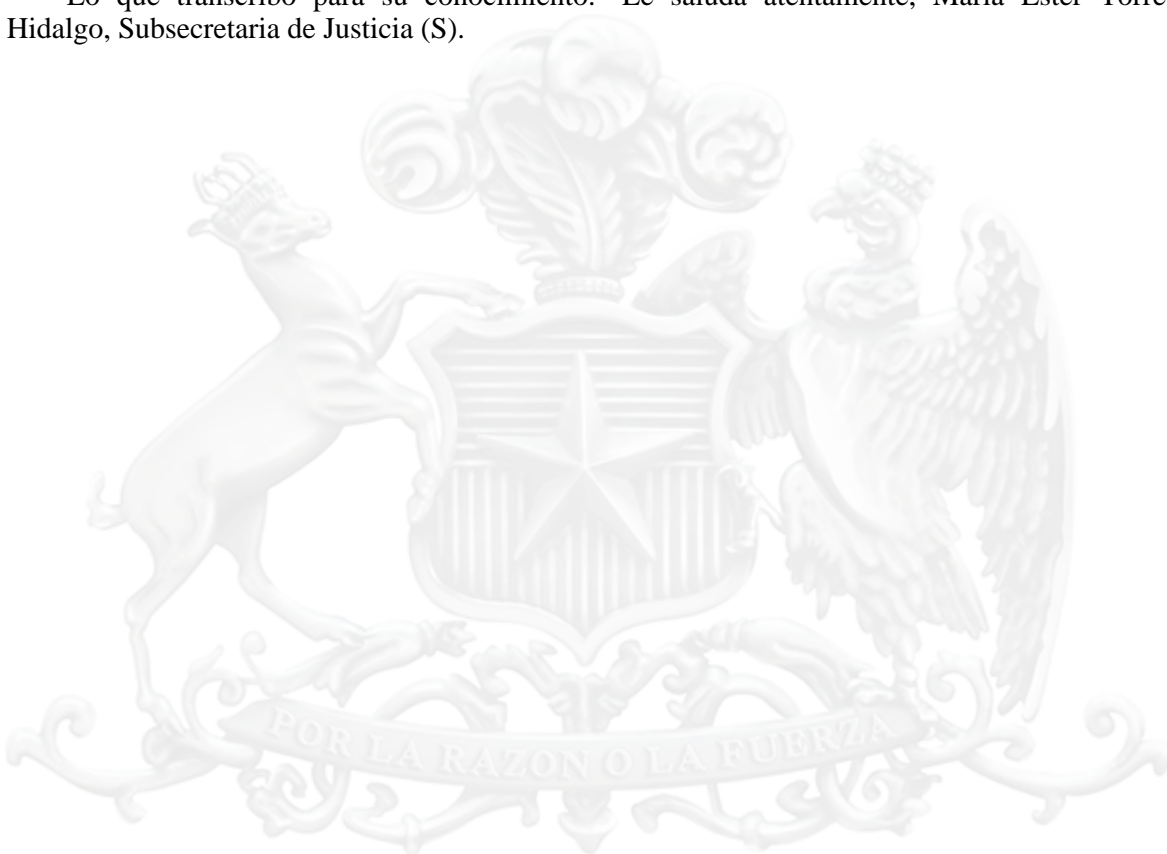 Lo que transcribo para su conocimiento.- Le saluda atentamente, María Ester Torre
Hidalgo, Subsecretaria de Justicia (S).
POR LA RAZON O LA FUERZA